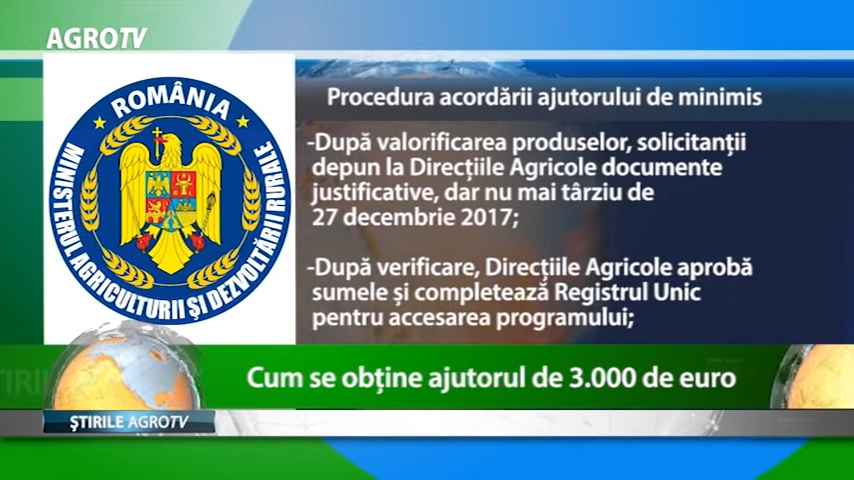 AGROTV
ROMÂNIA
MINISTERUL AGRICULTURII ŞI DEZVOLTĂRII RURALE
Procedura acordării ajutorului de minimis
-După valorificarea produselor, solicitanții
depun la Direcțiile Agricole documente
justificative, dar nu mai târziu de
27 decembrie 2017;
-După verificare, Direcțiile Agricole aprobă
sumele și completează Registrul Unic
pentru accesarea programului;
Cum se obține ajutorul de 3.000 de euro
ȘTIRILE AGROTV